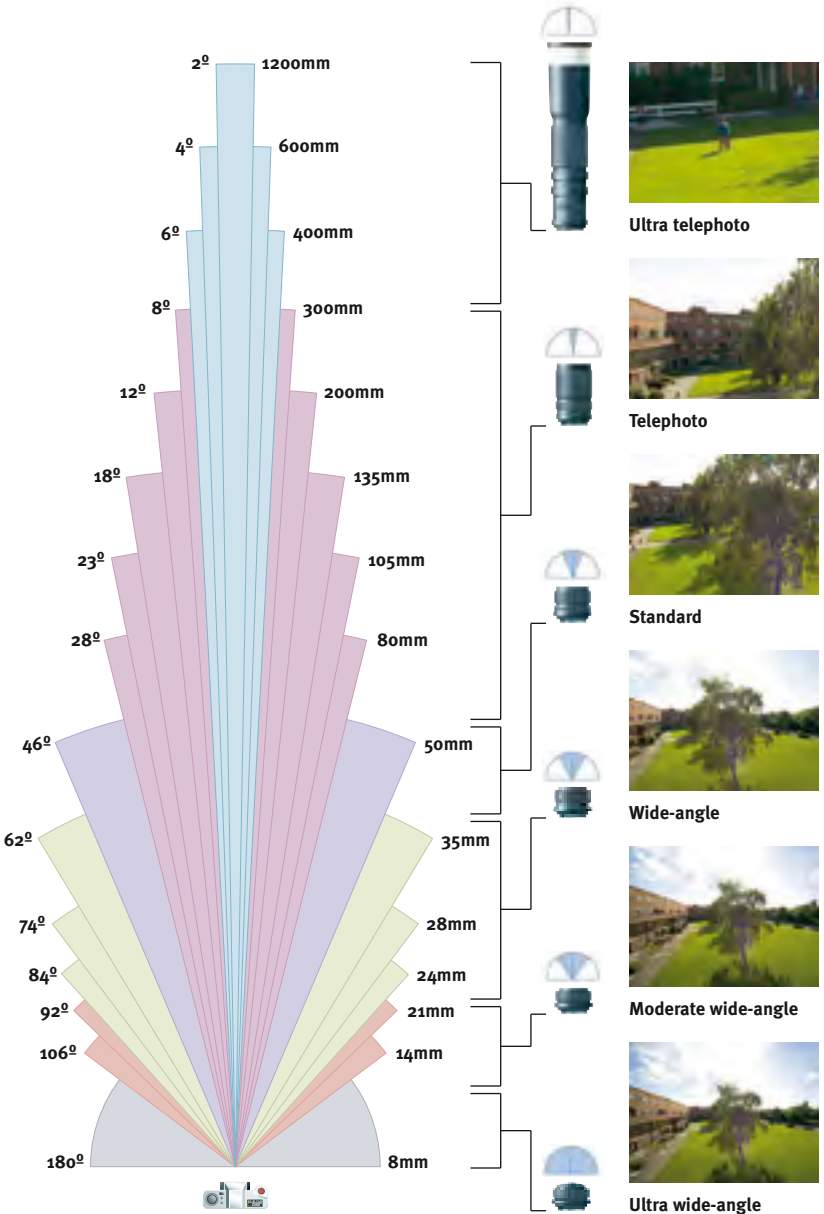 2º 1200mm
4º 600mm
6º 400mm
8º 300mm
12º 200mm
18º 135mm
23º 105mm
28º 80mm
46º 50mm
62º 35mm
74º 28mm
84º 24mm
92º 21mm
106º 14mm
180º 8mm
Ultra telephoto
Telephoto
Standard
Wide-angle
Moderate wide-angle
Ultra wide-angle